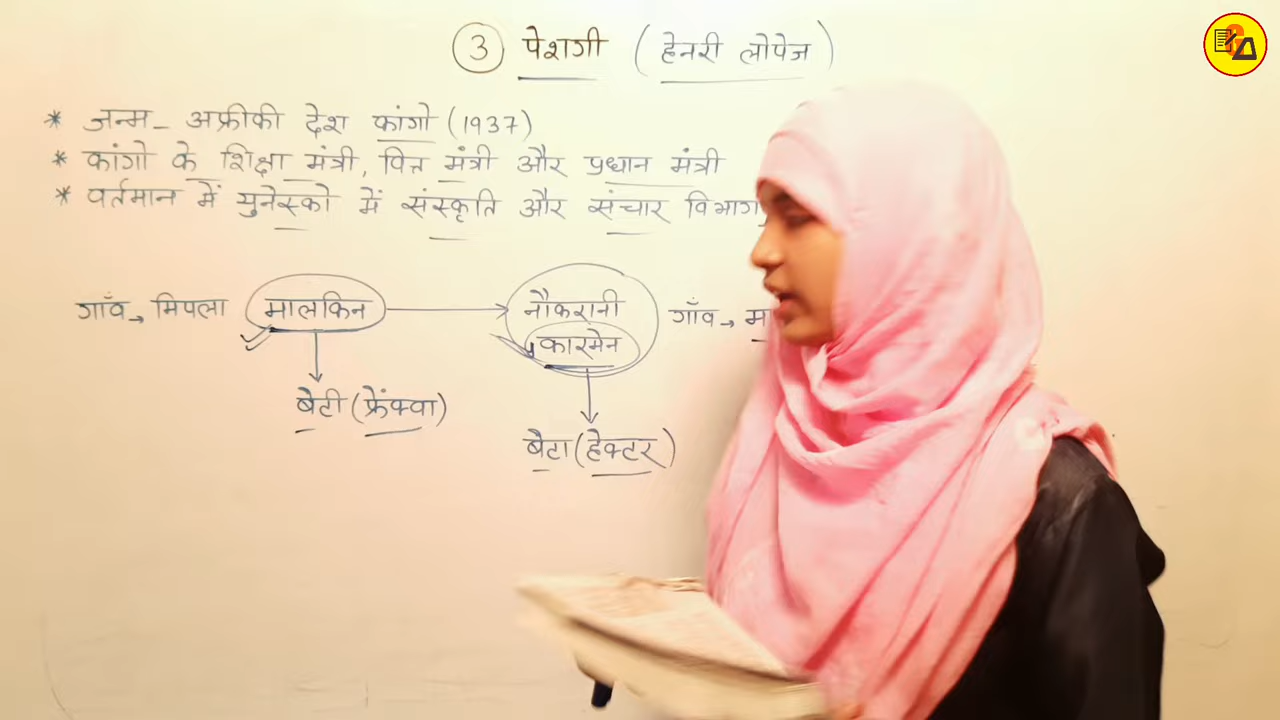 ③ पेशगी (हेनरी लोपेज)
* जन्म - अफ्रीकी देश कांगो (1937)
* कांगो के शिक्षा मंत्री, वित्त मंत्री और प्रधान मंत्री
* वर्तमान में युनेस्को में संस्कृति और संचार विभाग
गाँव → मिपला मालकिन → नौकरानी गाँव →
कारमेन
बेटी (फ्रेंक्वा)
बेटा (हेक्टर)